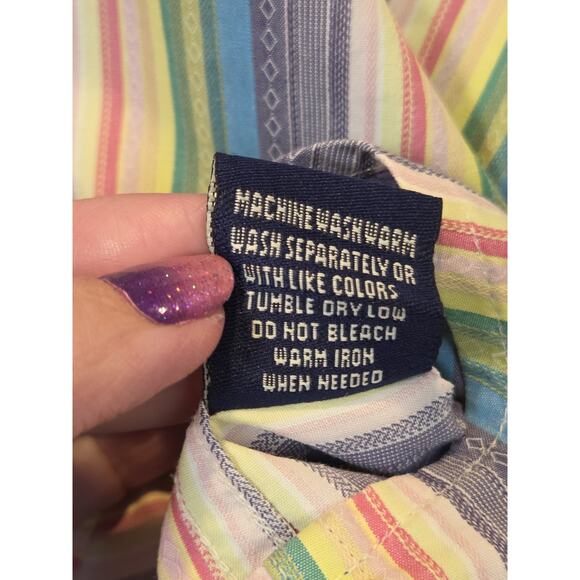 MACHINE WASH WARM
WASH SEPARATELY OR
WITH LIKE COLORS
TUMBLE DRY LOW
DO NOT BLEACH
WARM IRON
WHEN NEEDED